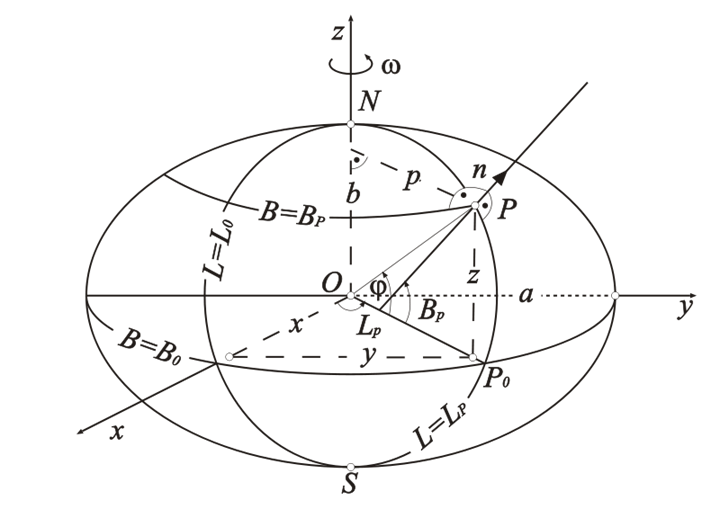 z
ω
N
n
p
b
P
B=B_P
L=L_0
O
φ
z
a
y
x
L_p
B_p
B=B_0
y
P_0
x
L=L_P
S